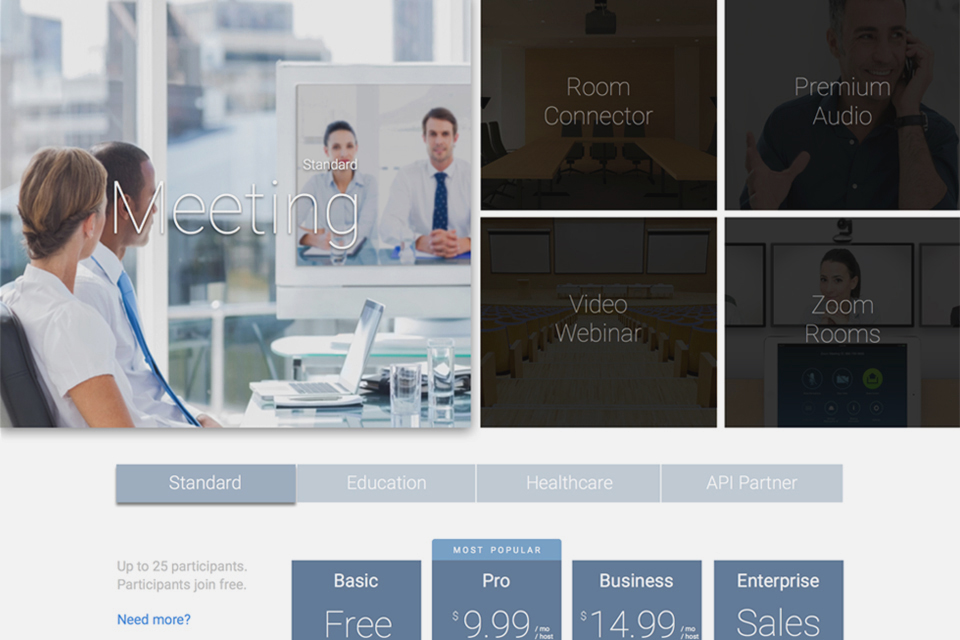 Standard
Meeting
Room
Connector
Premium
Audio
Video
Webinar
Zoom
Rooms
Standard
Education
Healthcare
API Partner
Up to 25 participants.
Participants join free.
Need more?
MOST POPULAR
Basic
Free
Pro
$9.99 /mo
/host
Business
$14.99 /mo
/host
Enterprise
Sales